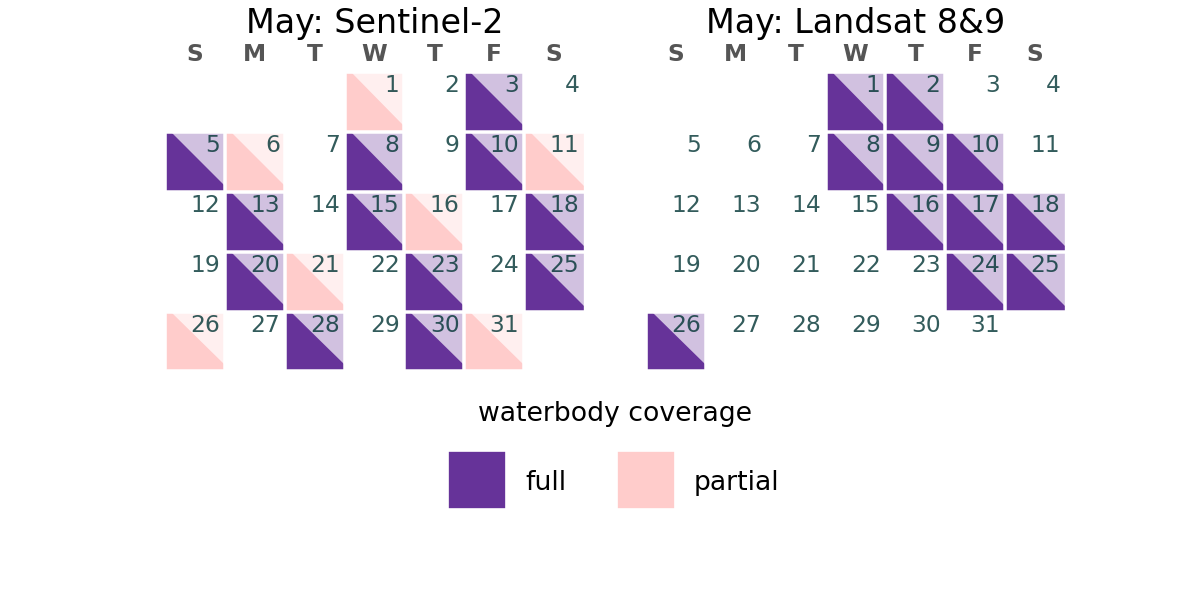 May: Sentinel-2
S M T W T F S
1 2 3 4
5 6 7 8 9 10 11
12 13 14 15 16 17 18
19 20 21 22 23 24 25
26 27 28 29 30 31
May: Landsat 8&9
S M T W T F S
1 2 3 4
5 6 7 8 9 10 11
12 13 14 15 16 17 18
19 20 21 22 23 24 25
26 27 28 29 30 31
waterbody coverage
full partial